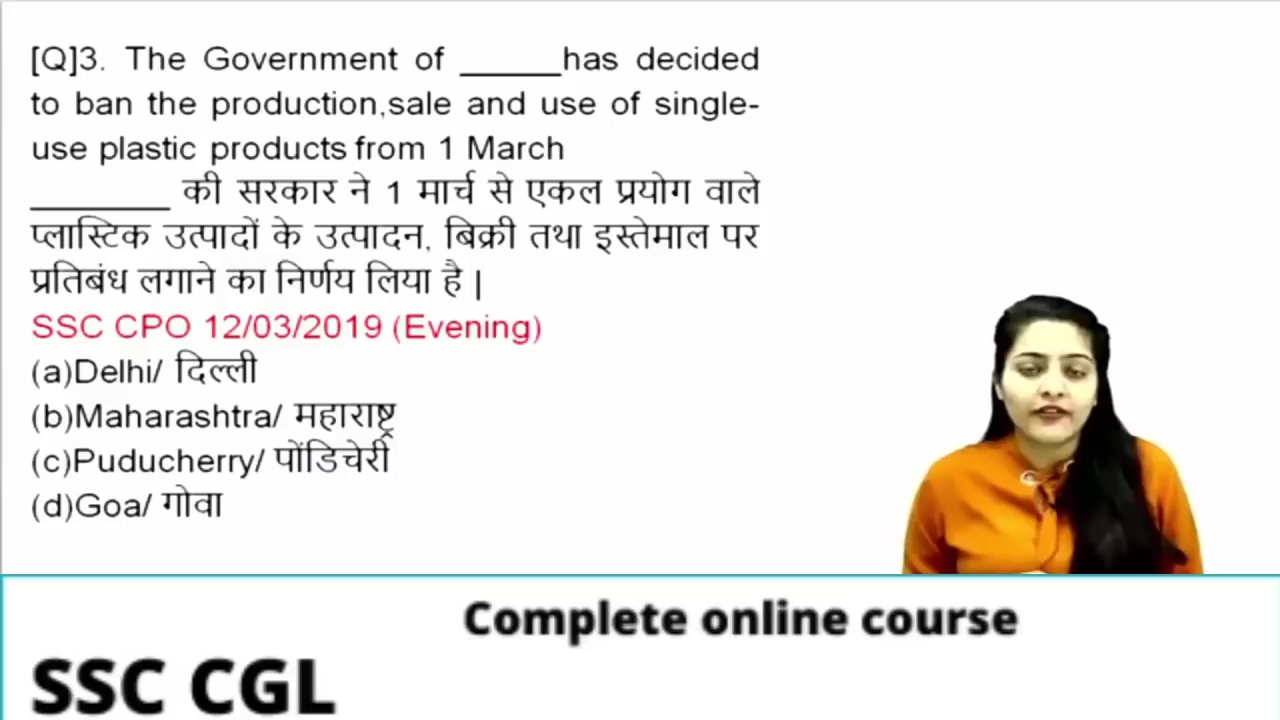 [Q]3. The Government of ______has decided
to ban the production,sale and use of single-
use plastic products from 1 March
________ की सरकार ने 1 मार्च से एकल प्रयोग वाले
प्लास्टिक उत्पादों के उत्पादन, बिक्री तथा इस्तेमाल पर
प्रतिबंध लगाने का निर्णय लिया है |
SSC CPO 12/03/2019 (Evening)
(a)Delhi/ दिल्ली
(b)Maharashtra/ महाराष्ट्र
(c)Puducherry/ पोंडिचेरी
(d)Goa/ गोवा
Complete online course
SSC CGL